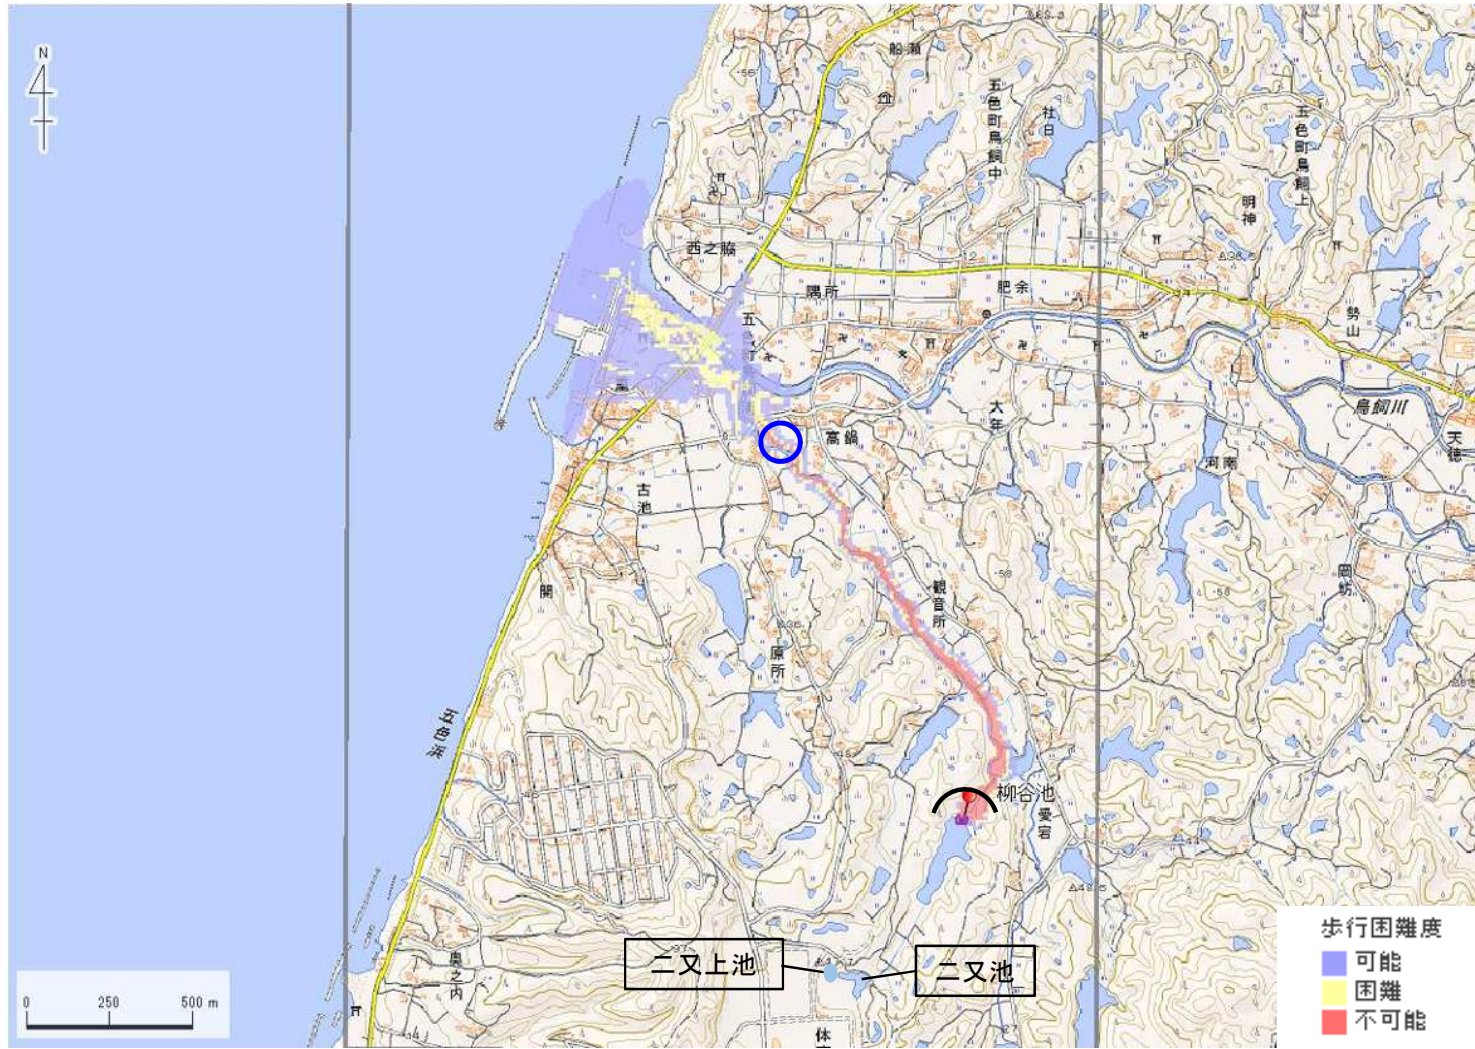 N
船瀬
五色町鳥飼中
社日
五色町鳥飼上
明神
西之脇
隅所
肥余
勢山
鳥飼川
天徳
大年
高鍋
河南
古池
開
岡坊
観音所
原所
五色浜
柳谷池
愛宕
二又上池
二又池
奥之内
0 250 500 m
歩行困難度
可能
困難
不可能